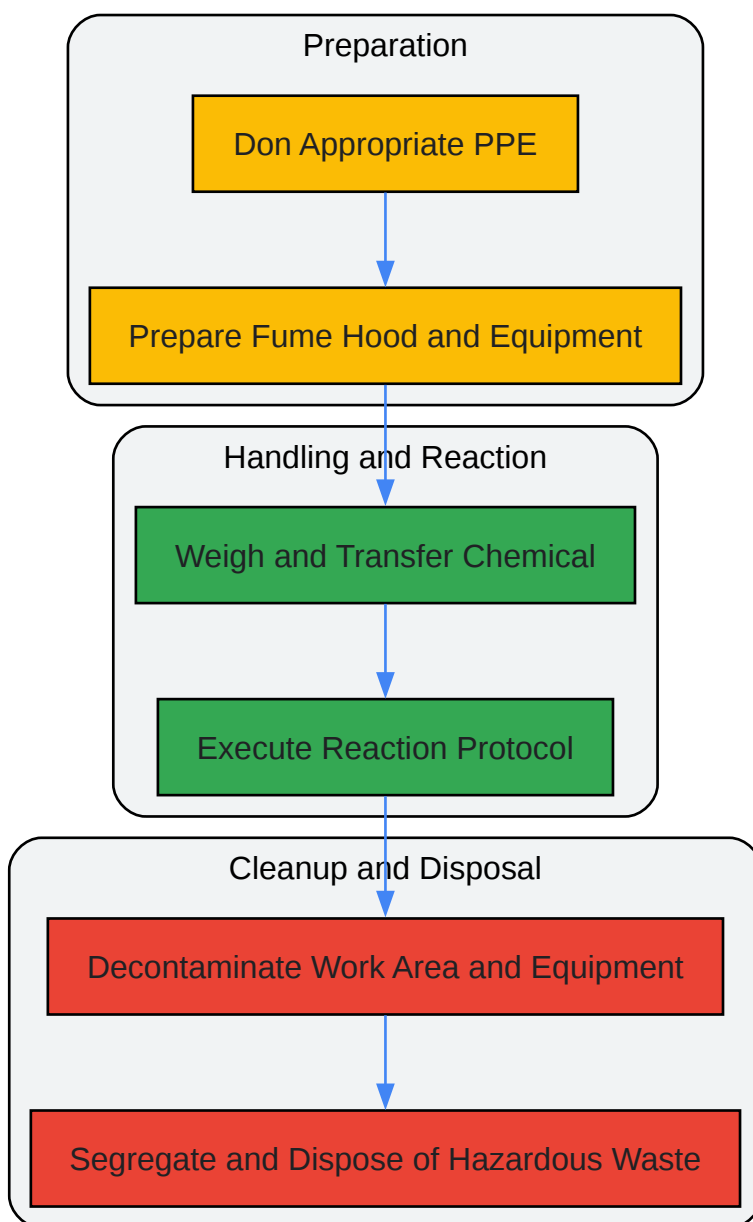 Preparation
Don Appropriate PPE
Prepare Fume Hood and Equipment
Handling and Reaction
Weigh and Transfer Chemical
Execute Reaction Protocol
Cleanup and Disposal
Decontaminate Work Area and Equipment
Segregate and Dispose of Hazardous Waste